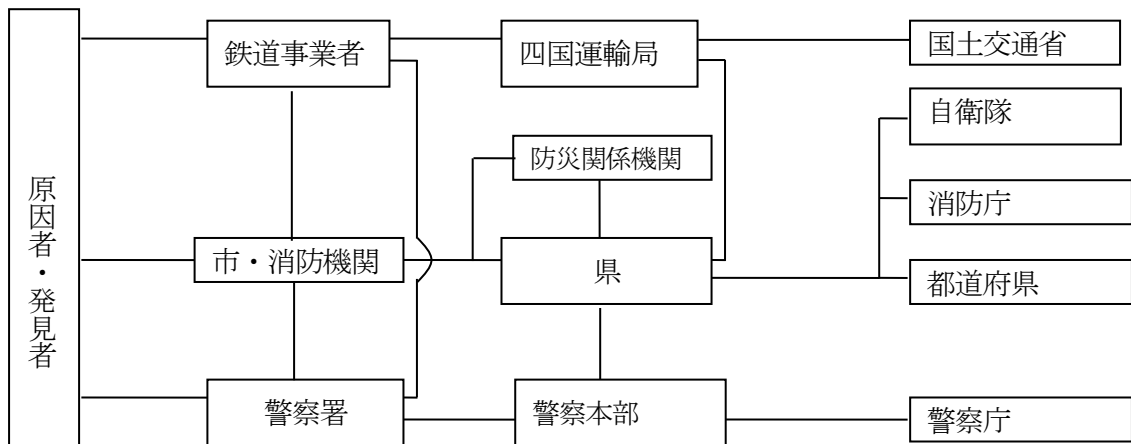 原因者・発見者
鉄道事業者
四国運輸局
国土交通省
自衛隊
防災関係機関
消防庁
市・消防機関
県
都道府県
警察署
警察本部
警察庁